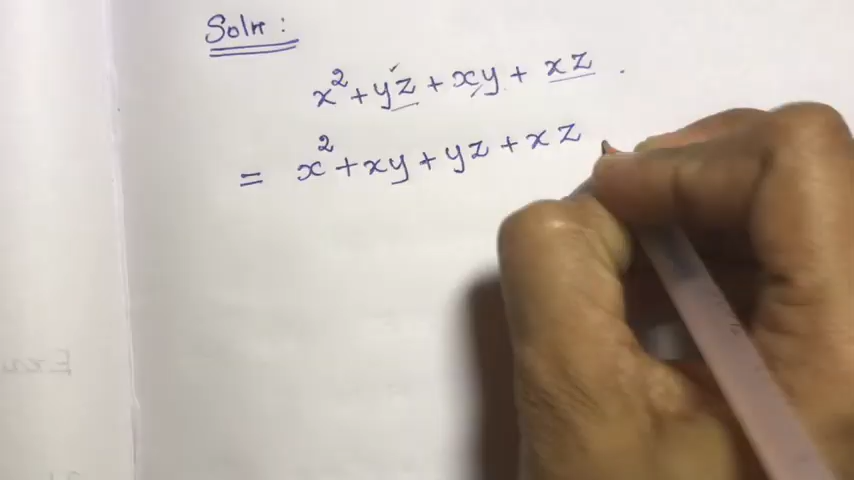 Soln :
x² + yz + xy + xz .
= x² + xy + yz + xz